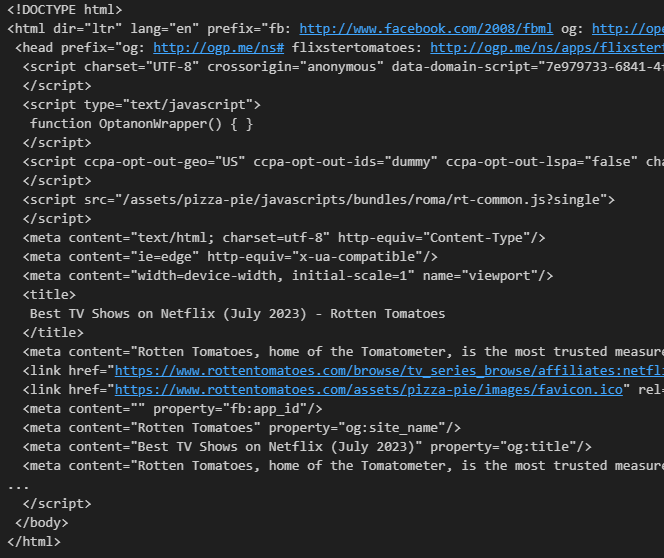 <!DOCTYPE html>
<html dir="ltr" lang="en" prefix="fb: http://www.facebook.com/2008/fbml og: http://ope
<head prefix="og: http://ogp.me/ns# flixstertomatoes: http://ogp.me/ns/apps/flixster
<script charset="UTF-8" crossorigin="anonymous" data-domain-script="7e979733-6841-4
</script>
<script type="text/javascript">
function OptanonWrapper() { }
</script>
<script ccpa-opt-out-geo="US" ccpa-opt-out-ids="dummy" ccpa-opt-out-lspa="false" cha
</script>
<script src="/assets/pizza-pie/javascripts/bundles/roma/rt-common.js?single">
</script>
<meta content="text/html; charset=utf-8" http-equiv="Content-Type"/>
<meta content="ie=edge" http-equiv="x-ua-compatible"/>
<meta content="width=device-width, initial-scale=1" name="viewport"/>
<title>
Best TV Shows on Netflix (July 2023) - Rotten Tomatoes
</title>
<meta content="Rotten Tomatoes, home of the Tomatometer, is the most trusted measure
<link href="https://www.rottentomatoes.com/browse/tv_series_browse/affiliates:netfli
<link href="https://www.rottentomatoes.com/assets/pizza-pie/images/favicon.ico" rel=
<meta content="" property="fb:app_id"/>
<meta content="Rotten Tomatoes" property="og:site_name"/>
<meta content="Best TV Shows on Netflix (July 2023)" property="og:title"/>
<meta content="Rotten Tomatoes, home of the Tomatometer, is the most trusted measure
...
</script>
</body>
</html>